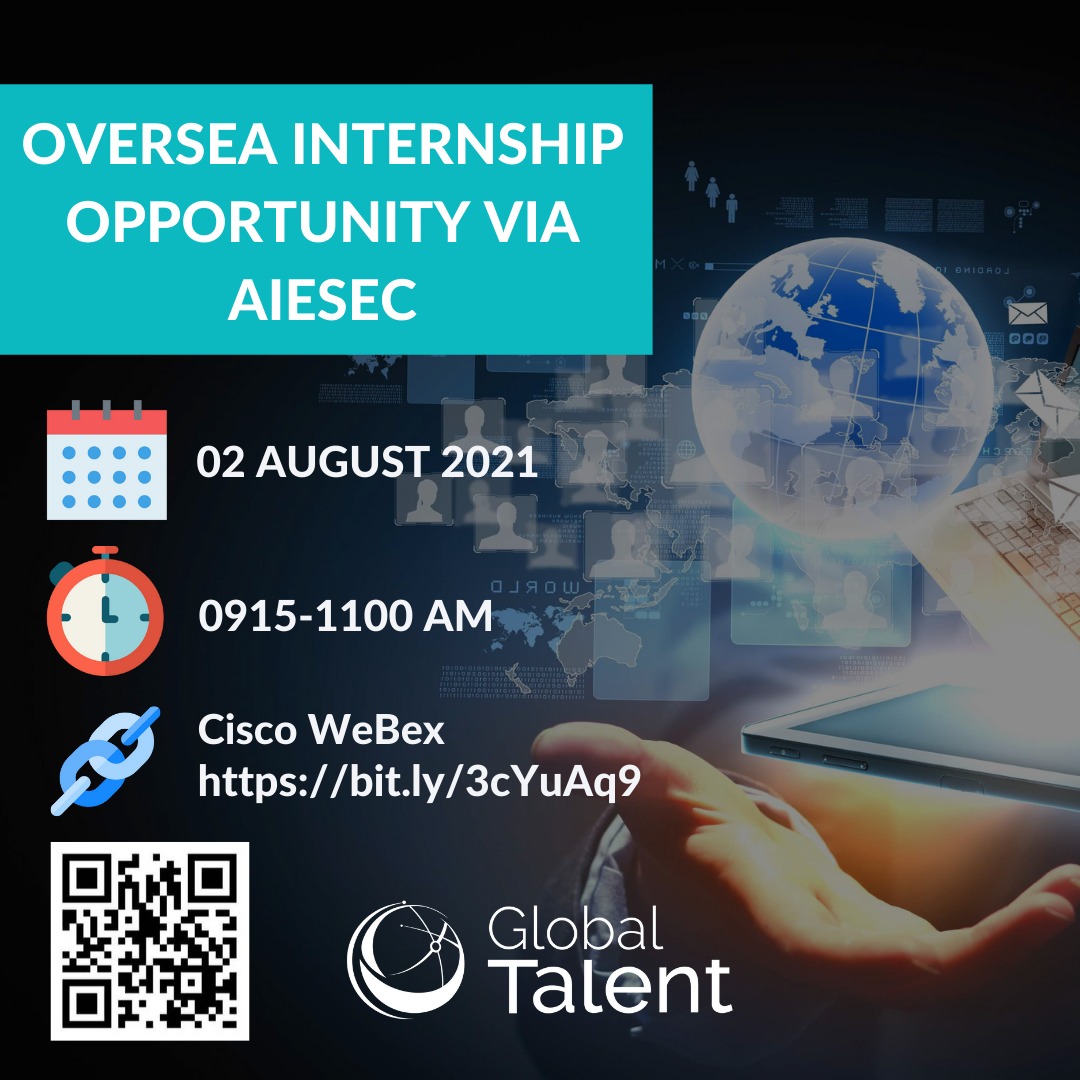 OVERSEA INTERNSHIP
OPPORTUNITY VIA
AIESEC
02 AUGUST 2021
0915-1100 AM
WORLD
Cisco WeBex
https://bit.ly/3cYuAq9
Global
Talent